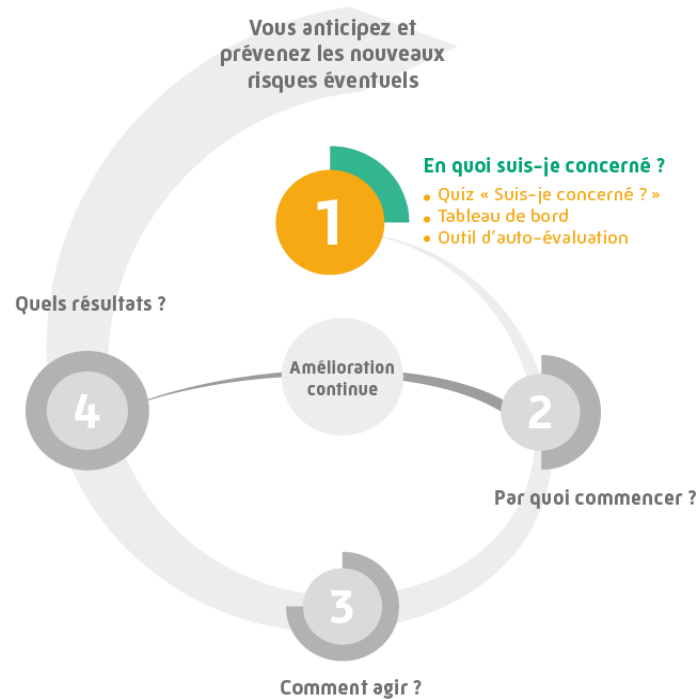 Vous anticipez et
prévenez les nouveaux
risques éventuels
1
En quoi suis-je concerné ?
• Quiz « Suis-je concerné ? »
• Tableau de bord
• Outil d'auto-évaluation
Quels résultats ?
Amélioration
continue
4
2
Par quoi commencer ?
3
Comment agir ?